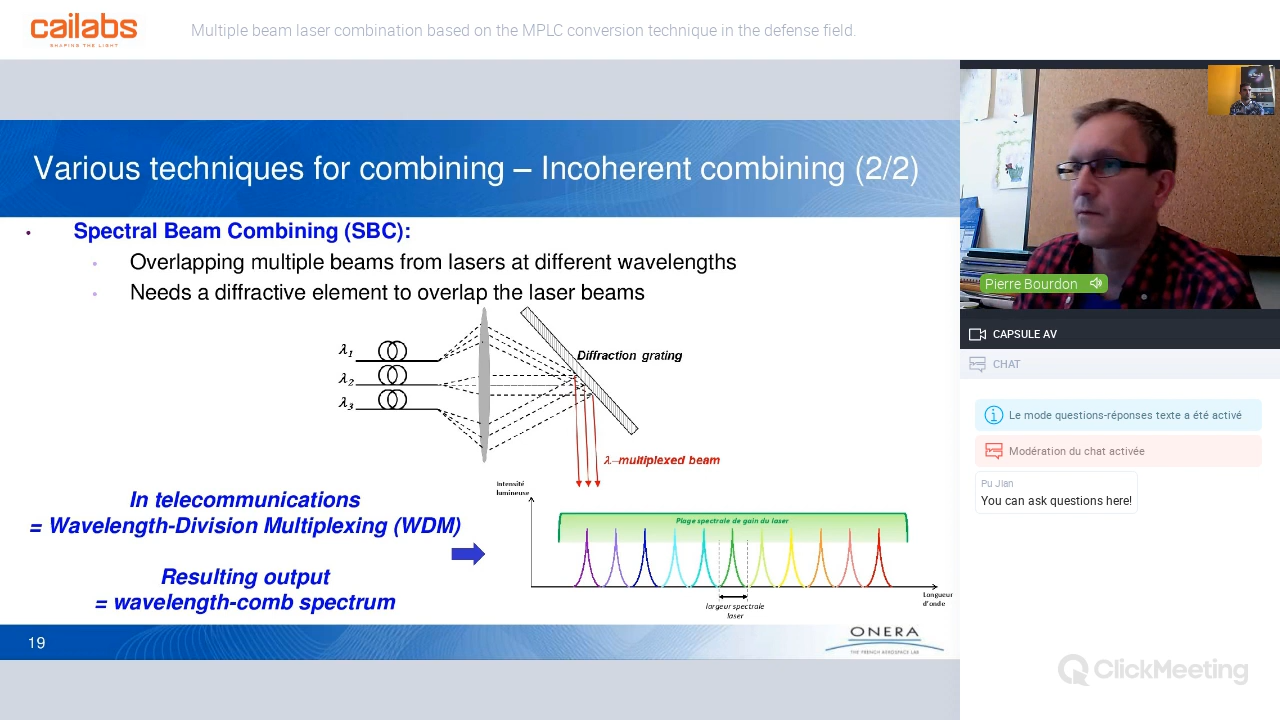 cailabs
SHAPING THE LIGHT
Multiple beam laser combination based on the MPLC conversion technique in the defense field.
Various techniques for combining – Incoherent combining (2/2)
• Spectral Beam Combining (SBC):
• Overlapping multiple beams from lasers at different wavelengths
• Needs a diffractive element to overlap the laser beams
λ1
λ2
λ3
Diffraction grating
λ–multiplexed beam
In telecommunications
= Wavelength-Division Multiplexing (WDM)
Resulting output
= wavelength-comb spectrum
Intensité
lumineuse
Plage spectrale de gain du laser
largeur spectrale
laser
Longueur
d'onde
19
ONERA
THE FRENCH AEROSPACE LAB
Pierre Bourdon
CAPSULE AV
CHAT
Le mode questions-réponses texte a été activé
Modération du chat activée
Pu Jian
You can ask questions here!
ClickMeeting